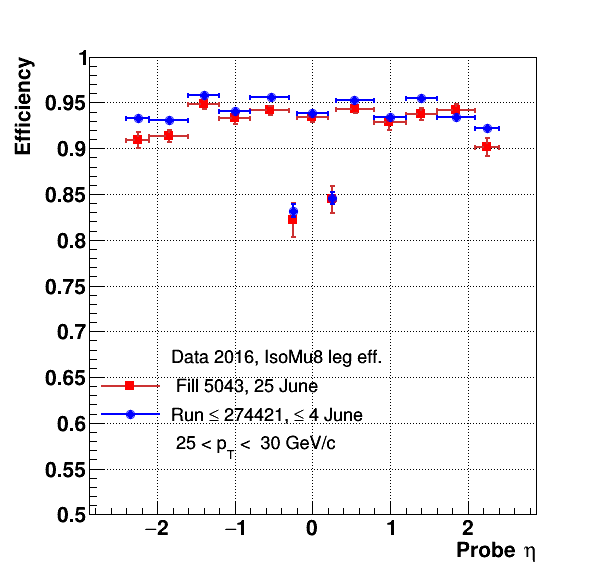 Efficiency
1
0.95
0.9
0.85
0.8
0.75
0.7
0.65
0.6
0.55
0.5
Data 2016, IsoMu8 leg eff.
Fill 5043, 25 June
Run ≤ 274421, ≤ 4 June
25 < p_T < 30 GeV/c
−2 −1 0 1 2
Probe η